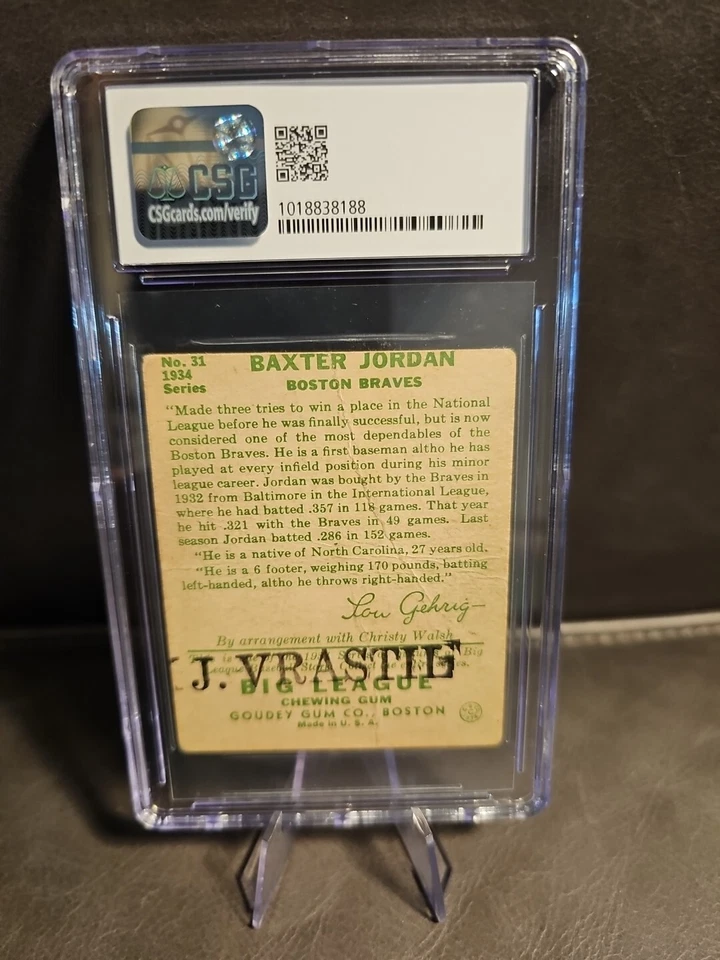 CSG
CSGcards.com/verify
1018838188
No. 31
1934
Series
BAXTER JORDAN
BOSTON BRAVES
"Made three tries to win a place in the National
League before he was finally successful, but is now
considered one of the most dependables of the
Boston Braves. He is a first baseman altho he has
played at every infield position during his minor
league career. Jordan was bought by the Braves in
1932 from Baltimore in the International League,
where he had batted .357 in 118 games. That year
he hit .321 with the Braves in 49 games. Last
season Jordan batted .286 in 152 games.
"He is a native of North Carolina, 27 years old.
"He is a 6 footer, weighing 170 pounds, batting
left-handed, altho he throws right-handed."
Lou Gehrig
By arrangement with Christy Walsh
J. VRASTIL
BIG LEAGUE
CHEWING GUM
GOUDEY GUM CO., BOSTON
Made in U. S. A.